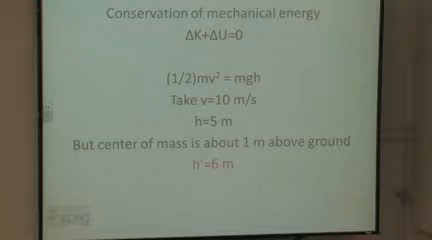 Conservation of mechanical energy
ΔK+ΔU=0
(1/2)mv² = mgh
Take v=10 m/s
h=5 m
But center of mass is about 1 m above ground
h'=6 m